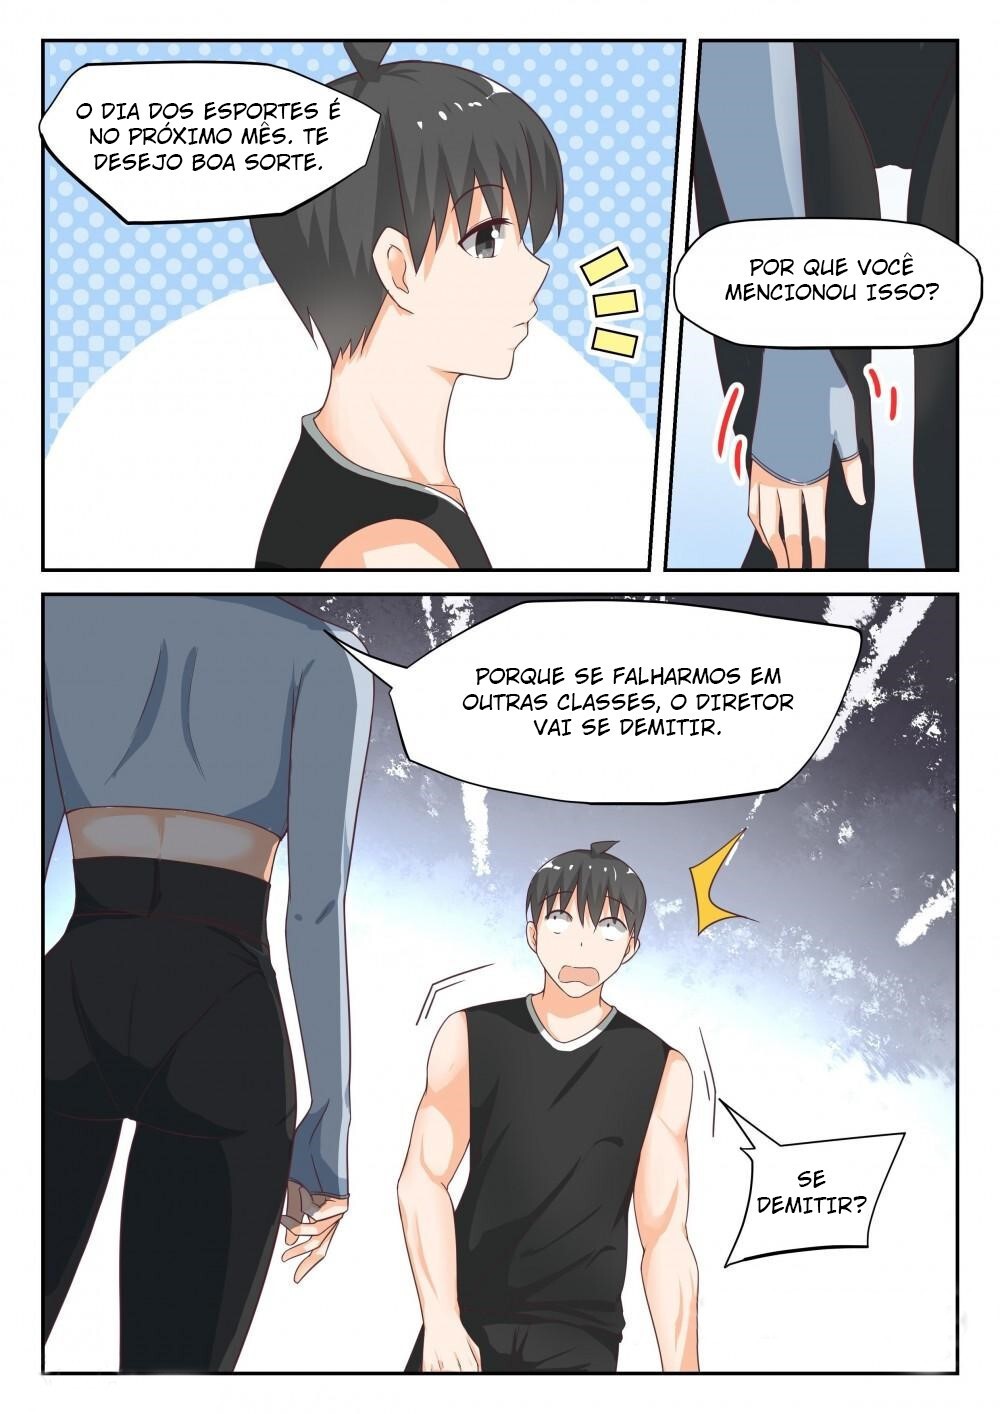 O DIA DOS ESPORTES É
NO PRÓXIMO MÊS. TE
DESEJO BOA SORTE.
POR QUE VOCÊ
MENCIONOU ISSO?
PORQUE SE FALHARMOS EM
OUTRAS CLASSES, O DIRETOR
VAI SE DEMITIR.
SE
DEMITIR?